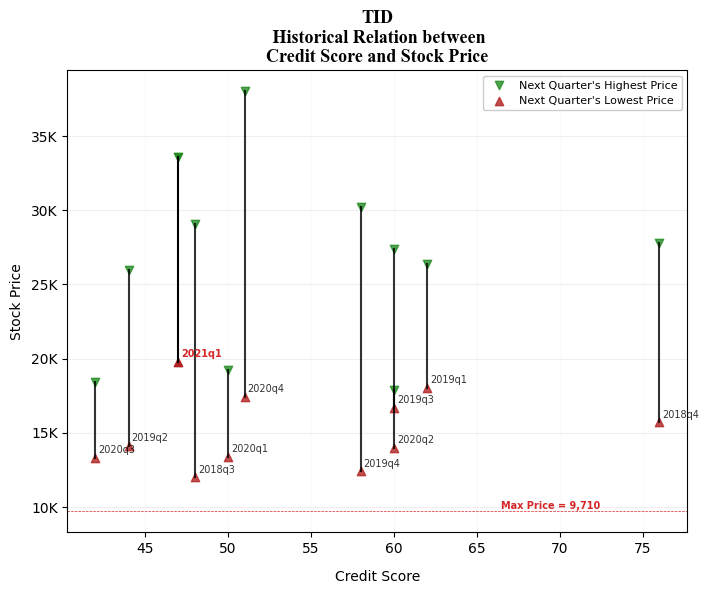 TID
Historical Relation between
Credit Score and Stock Price
Next Quarter's Highest Price
Next Quarter's Lowest Price
35K
30K
25K
20K
15K
10K
Stock Price
2021q1
2019q1
2020q4
2019q3
2018q4
2019q2
2020q3
2020q1
2020q2
2018q3
2019q4
Max Price = 9,710
45
50
55
60
65
70
75
Credit Score